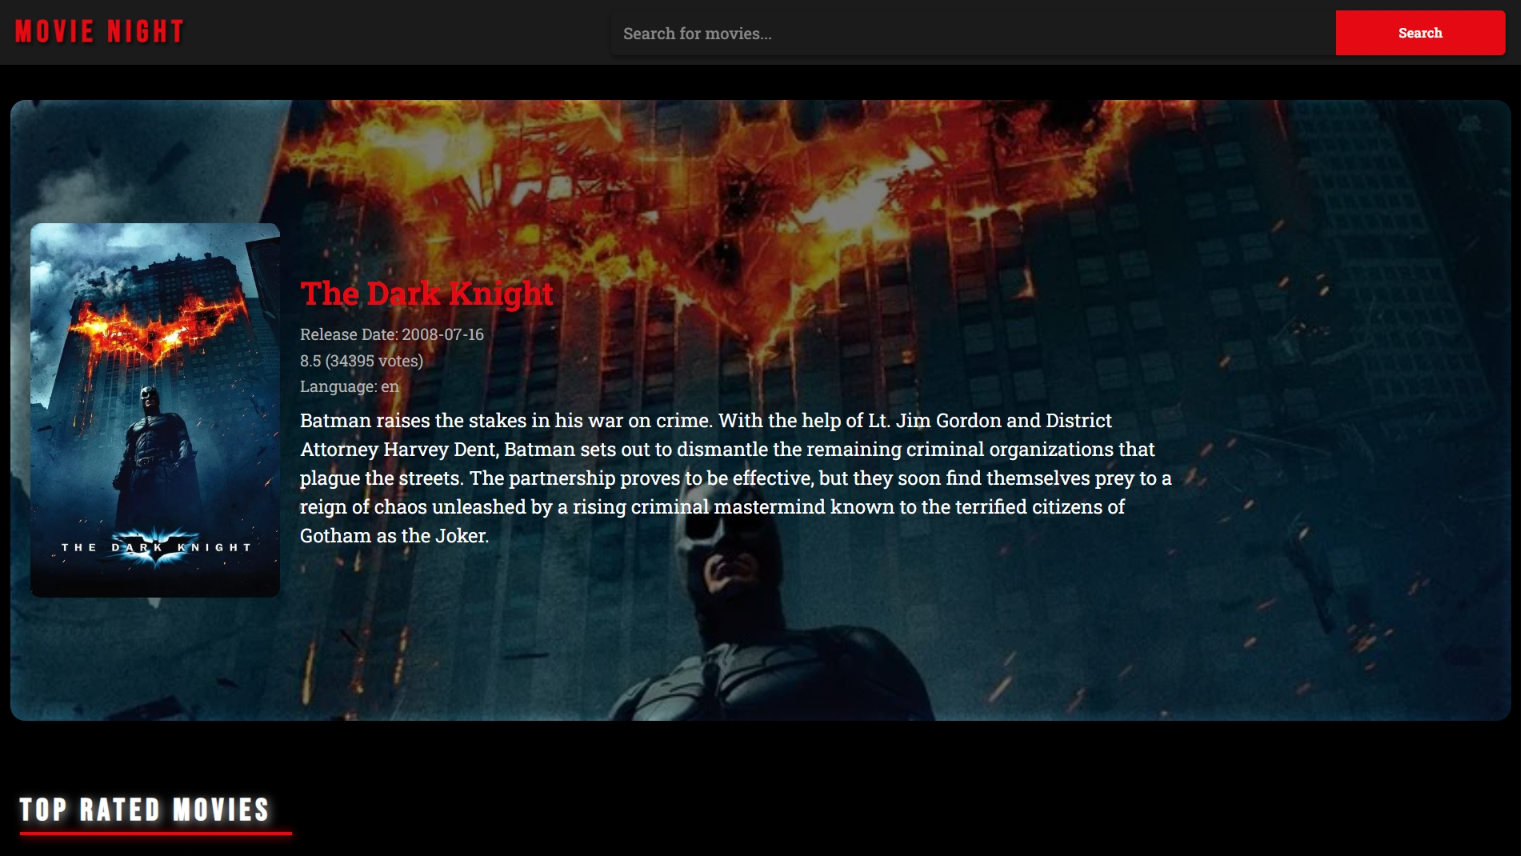 MOVIE NIGHT
Search for movies...
Search
The Dark Knight
Release Date: 2008-07-16
8.5 (34395 votes)
Language: en
Batman raises the stakes in his war on crime. With the help of Lt. Jim Gordon and District
Attorney Harvey Dent, Batman sets out to dismantle the remaining criminal organizations that
plague the streets. The partnership proves to be effective, but they soon find themselves prey to a
reign of chaos unleashed by a rising criminal mastermind known to the terrified citizens of
Gotham as the Joker.
THE DARK KNIGHT
TOP RATED MOVIES